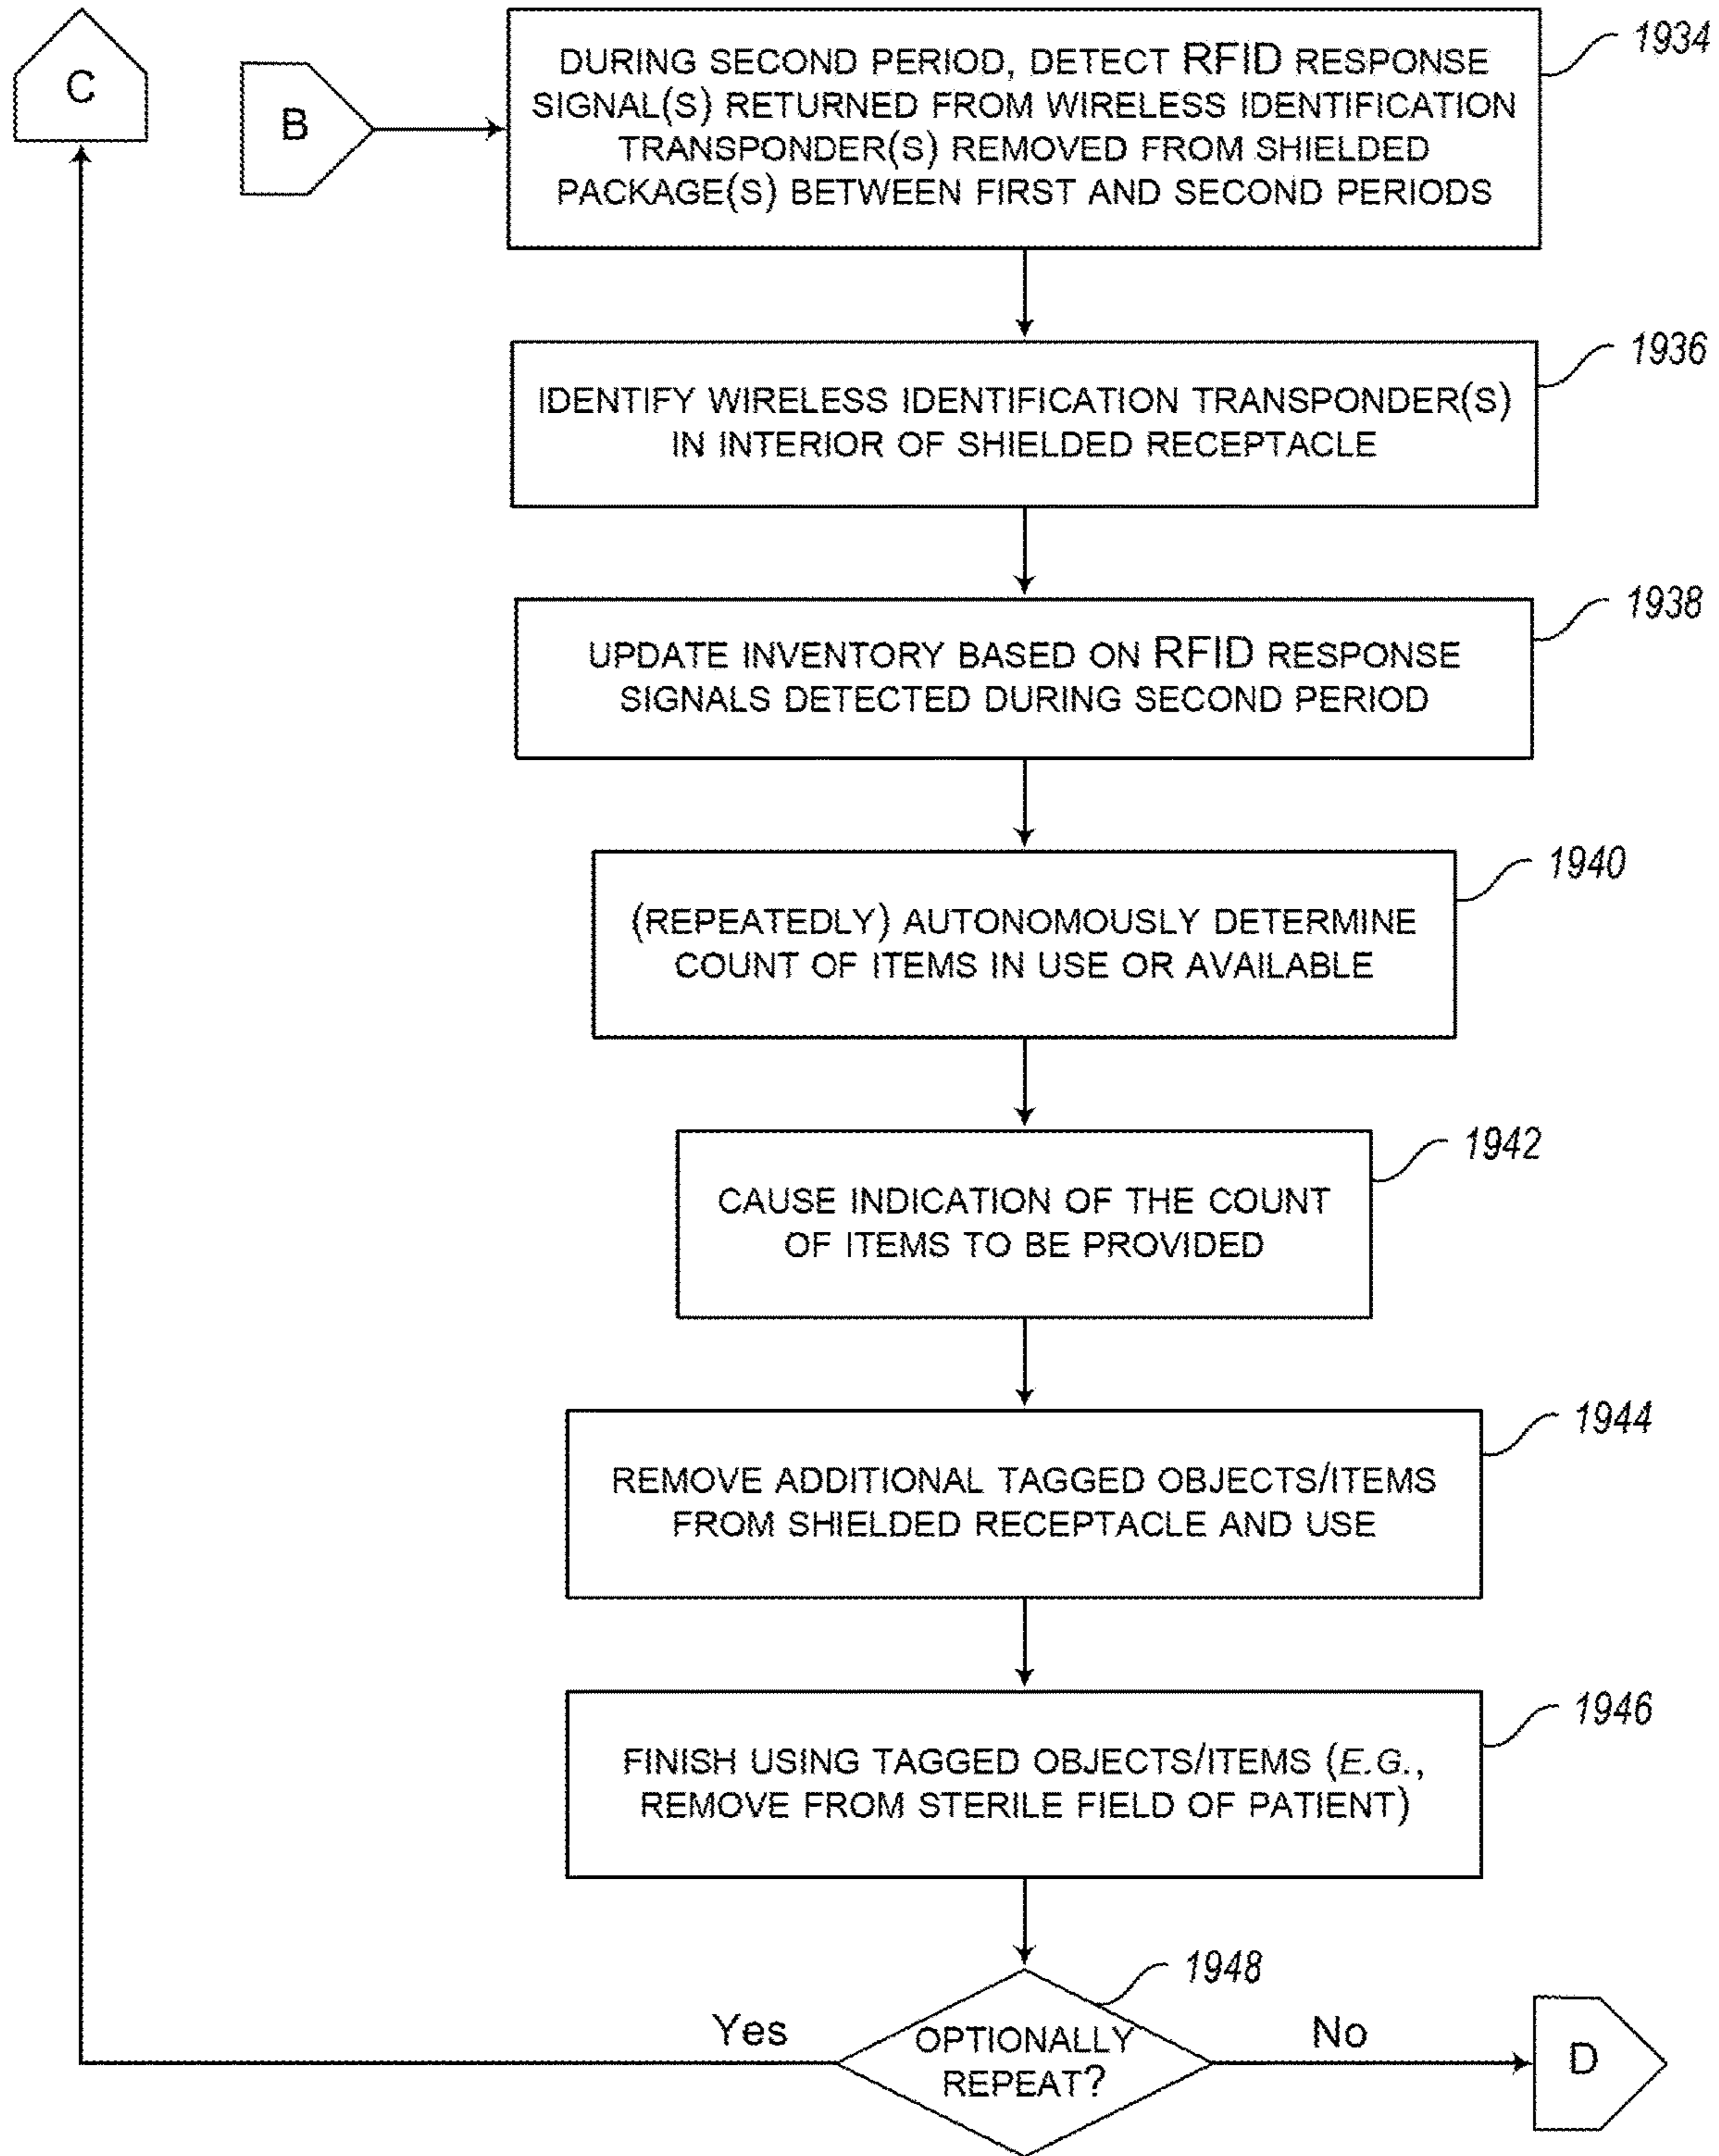 C
B
DURING SECOND PERIOD, DETECT RFID RESPONSE
SIGNAL(S) RETURNED FROM WIRELESS IDENTIFICATION
TRANSPONDER(S) REMOVED FROM SHIELDED
PACKAGE(S) BETWEEN FIRST AND SECOND PERIODS
1934
IDENTIFY WIRELESS IDENTIFICATION TRANSPONDER(S)
IN INTERIOR OF SHIELDED RECEPTACLE
1936
UPDATE INVENTORY BASED ON RFID RESPONSE
SIGNALS DETECTED DURING SECOND PERIOD
1938
(REPEATEDLY) AUTONOMOUSLY DETERMINE
COUNT OF ITEMS IN USE OR AVAILABLE
1940
CAUSE INDICATION OF THE COUNT
OF ITEMS TO BE PROVIDED
1942
REMOVE ADDITIONAL TAGGED OBJECTS/ITEMS
FROM SHIELDED RECEPTACLE AND USE
1944
FINISH USING TAGGED OBJECTS/ITEMS (E.G.,
REMOVE FROM STERILE FIELD OF PATIENT)
1946
OPTIONALLY
REPEAT?
1948
Yes
No
D